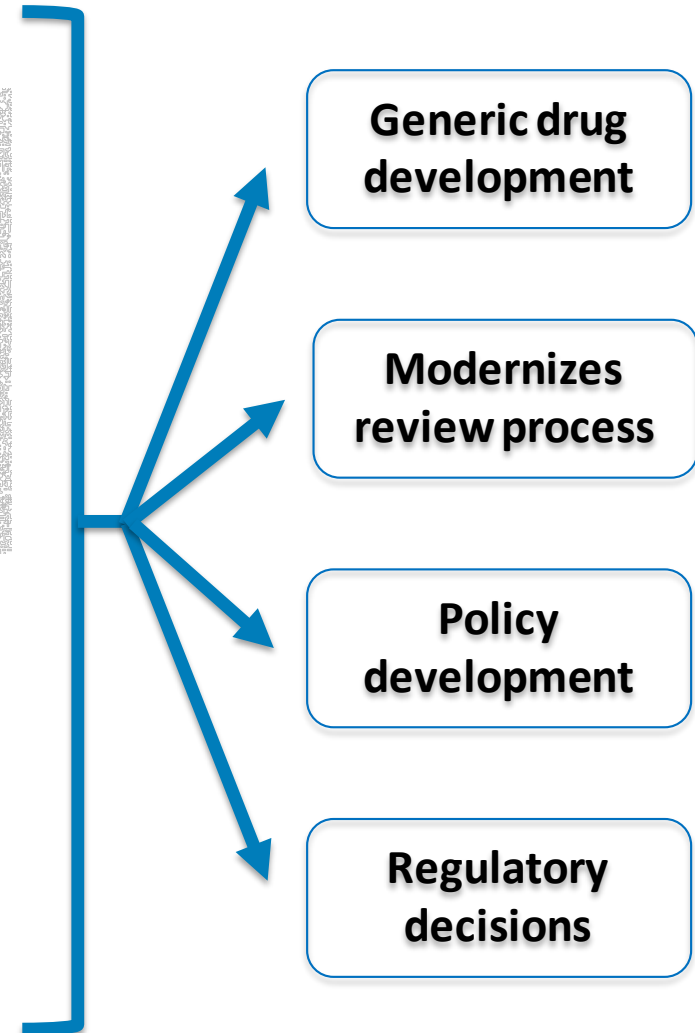 Generic drug
development
Modernizes
review process
Policy
development
Regulatory
decisions